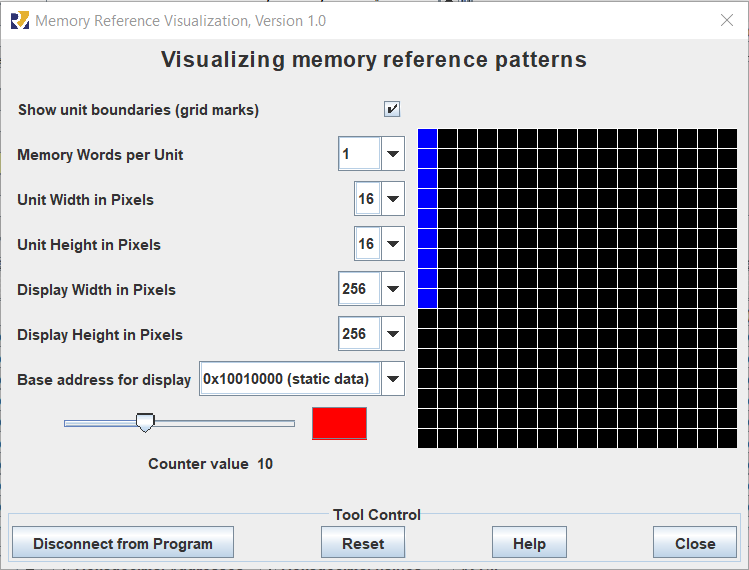 Memory Reference Visualization, Version 1.0
Visualizing memory reference patterns
Show unit boundaries (grid marks)
Memory Words per Unit 1
Unit Width in Pixels 16
Unit Height in Pixels 16
Display Width in Pixels 256
Display Height in Pixels 256
Base address for display 0x10010000 (static data)
Counter value 10
Tool Control
Disconnect from Program Reset Help Close